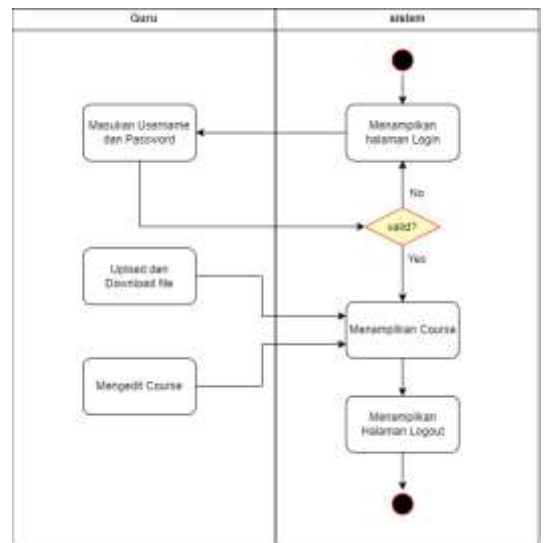 Guru
sistem
Masukan Username
dan Password
Menampilkan
halaman Login
No
valid?
Yes
Upload dan
Download file
Menampilkan Course
Mengedit Course
Menampilkan
Halaman Logout